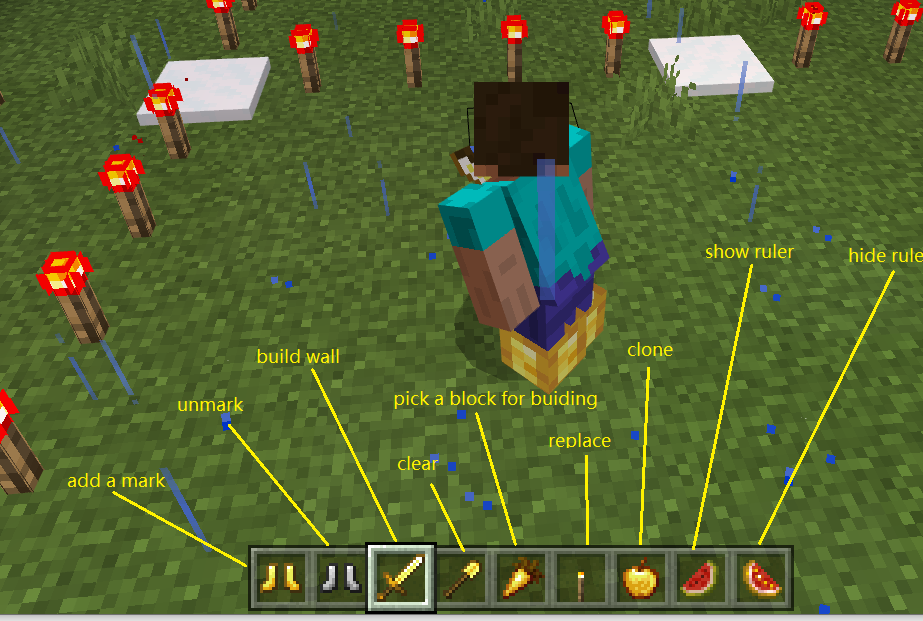 show ruler
hide rule
build wall
clone
pick a block for buiding
unmark
replace
clear
add a mark